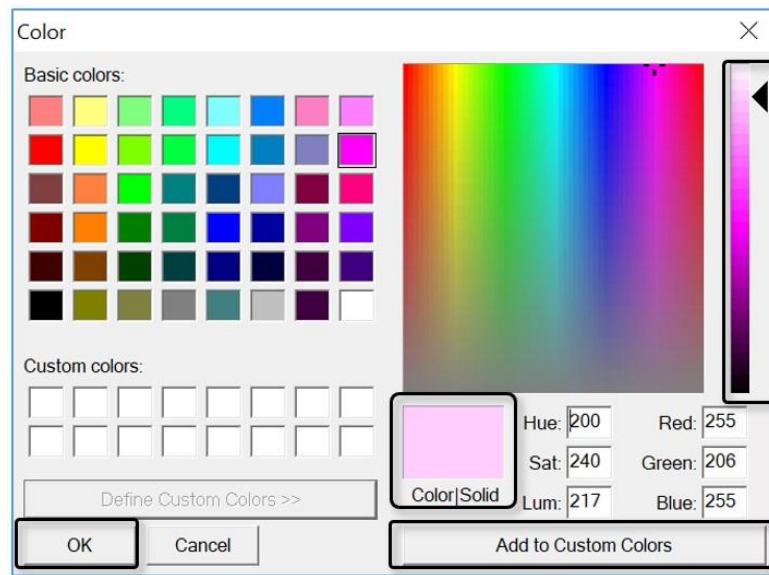 Color
Basic colors:
Custom colors:
Define Custom Colors >>
OK
Cancel
Color|Solid
Hue: 200
Sat: 240
Lum: 217
Red: 255
Green: 206
Blue: 255
Add to Custom Colors